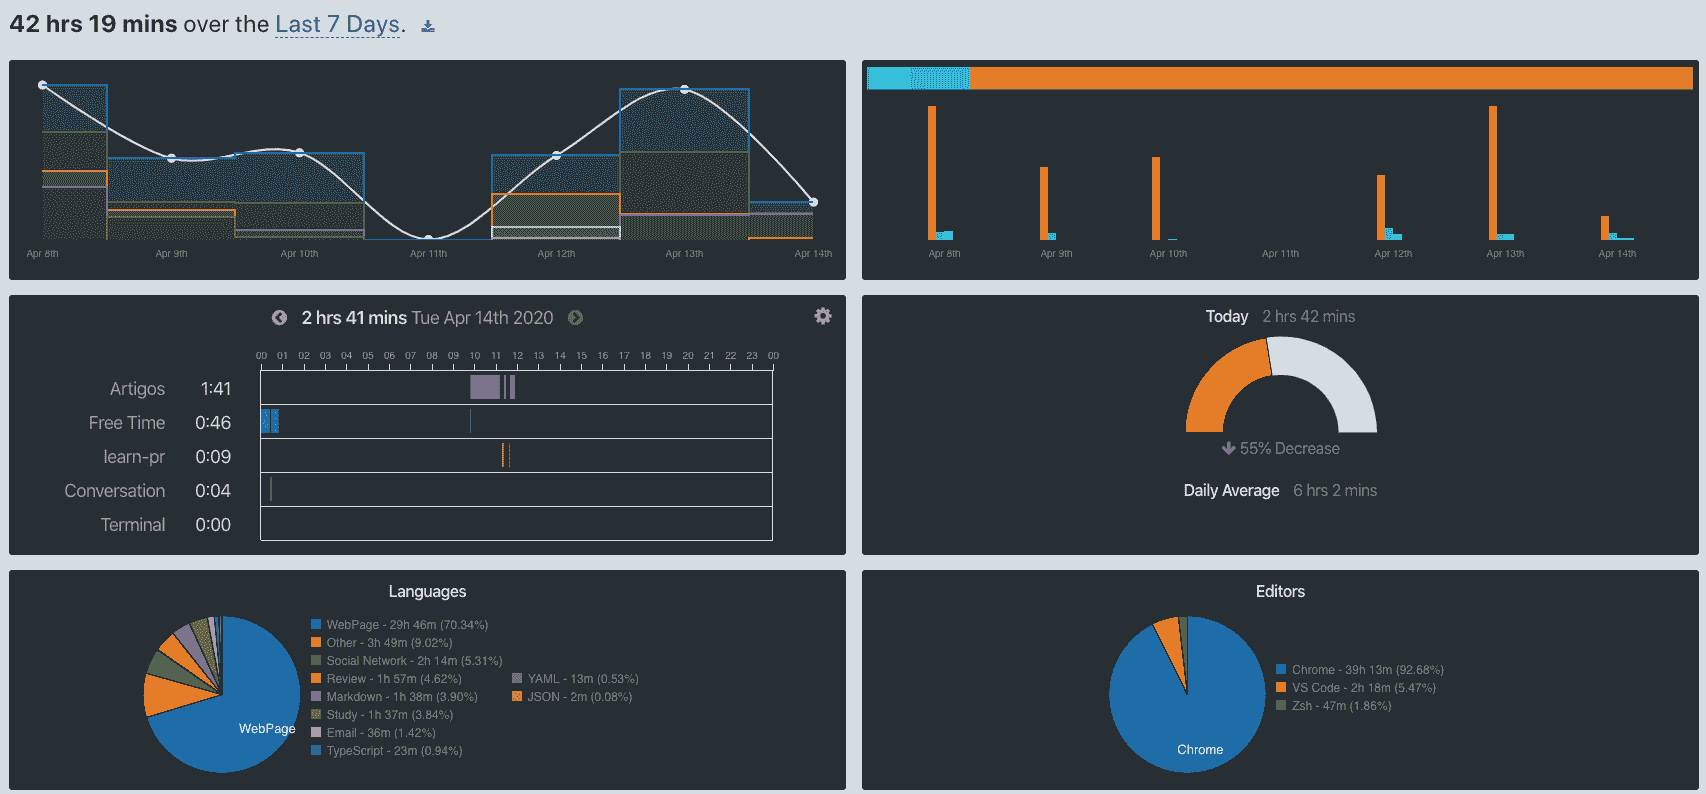 42 hrs 19 mins over the Last 7 Days.
Apr 8th Apr 9th Apr 10th Apr 11th Apr 12th Apr 13th Apr 14th
Apr 8th Apr 9th Apr 10th Apr 11th Apr 12th Apr 13th Apr 14th
2 hrs 41 mins Tue Apr 14th 2020
00 01 02 03 04 05 06 07 08 09 10 11 12 13 14 15 16 17 18 19 20 21 22 23 00
Artigos 1:41
Free Time 0:46
learn-pr 0:09
Conversation 0:04
Terminal 0:00
Today 2 hrs 42 mins
55% Decrease
Daily Average 6 hrs 2 mins
Languages
WebPage
WebPage - 29h 46m (70.34%)
Other - 3h 49m (9.02%)
Social Network - 2h 14m (5.31%)
Review - 1h 57m (4.62%)
Markdown - 1h 38m (3.90%)
Study - 1h 37m (3.84%)
Email - 36m (1.42%)
TypeScript - 23m (0.94%)
YAML - 13m (0.53%)
JSON - 2m (0.08%)
Editors
Chrome
Chrome - 39h 13m (92.68%)
VS Code - 2h 18m (5.47%)
Zsh - 47m (1.86%)